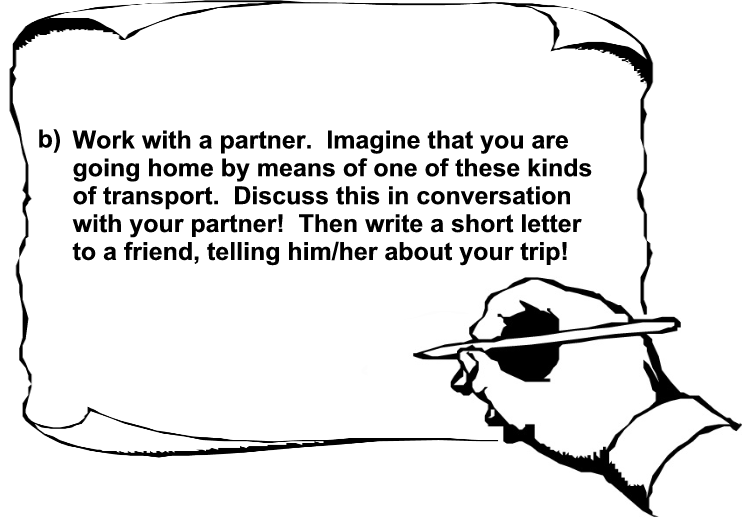 b) Work with a partner. Imagine that you are
going home by means of one of these kinds
of transport. Discuss this in conversation
with your partner! Then write a short letter
to a friend, telling him/her about your trip!